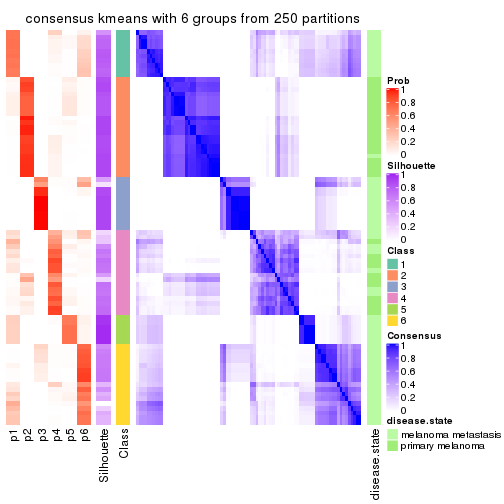 consensus kmeans with 6 groups from 250 partitions
Prob
1
0.8
0.6
0.4
0.2
0
Silhouette
1
0.8
0.6
0.4
0.2
0
Class
1
2
3
4
5
6
Consensus
1
0.8
0.6
0.4
0.2
0
disease.state
melanoma metastasis
primary melanoma
p1
p2
p3
p4
p5
p6
Silhouette
Class
disease.state